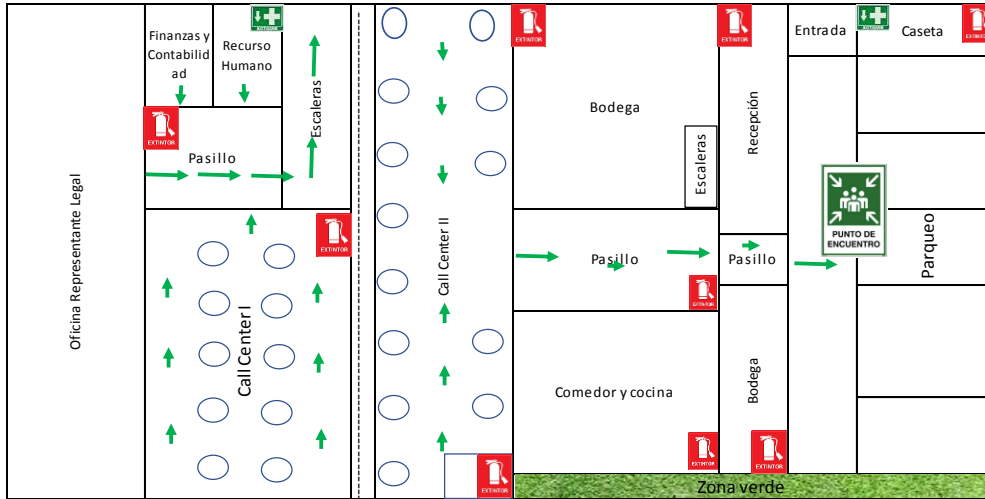 Oficina Representante Legal
Finanzas y
Contabilid
ad
Recurso
Humano
Escaleras
EXTINTOR
Pasillo
EXTINTOR
Call Center I
Call Center II
EXTINTOR
EXTINTOR
Bodega
Escaleras
Pasillo
EXTINTOR
Comedor y cocina
EXTINTOR
EXTINTOR
Recepción
Pasillo
Bodega
EXTINTOR
Entrada
Caseta
EXTINTOR
PUNTO DE
ENCUENTRO
Parqueo
Zona verde